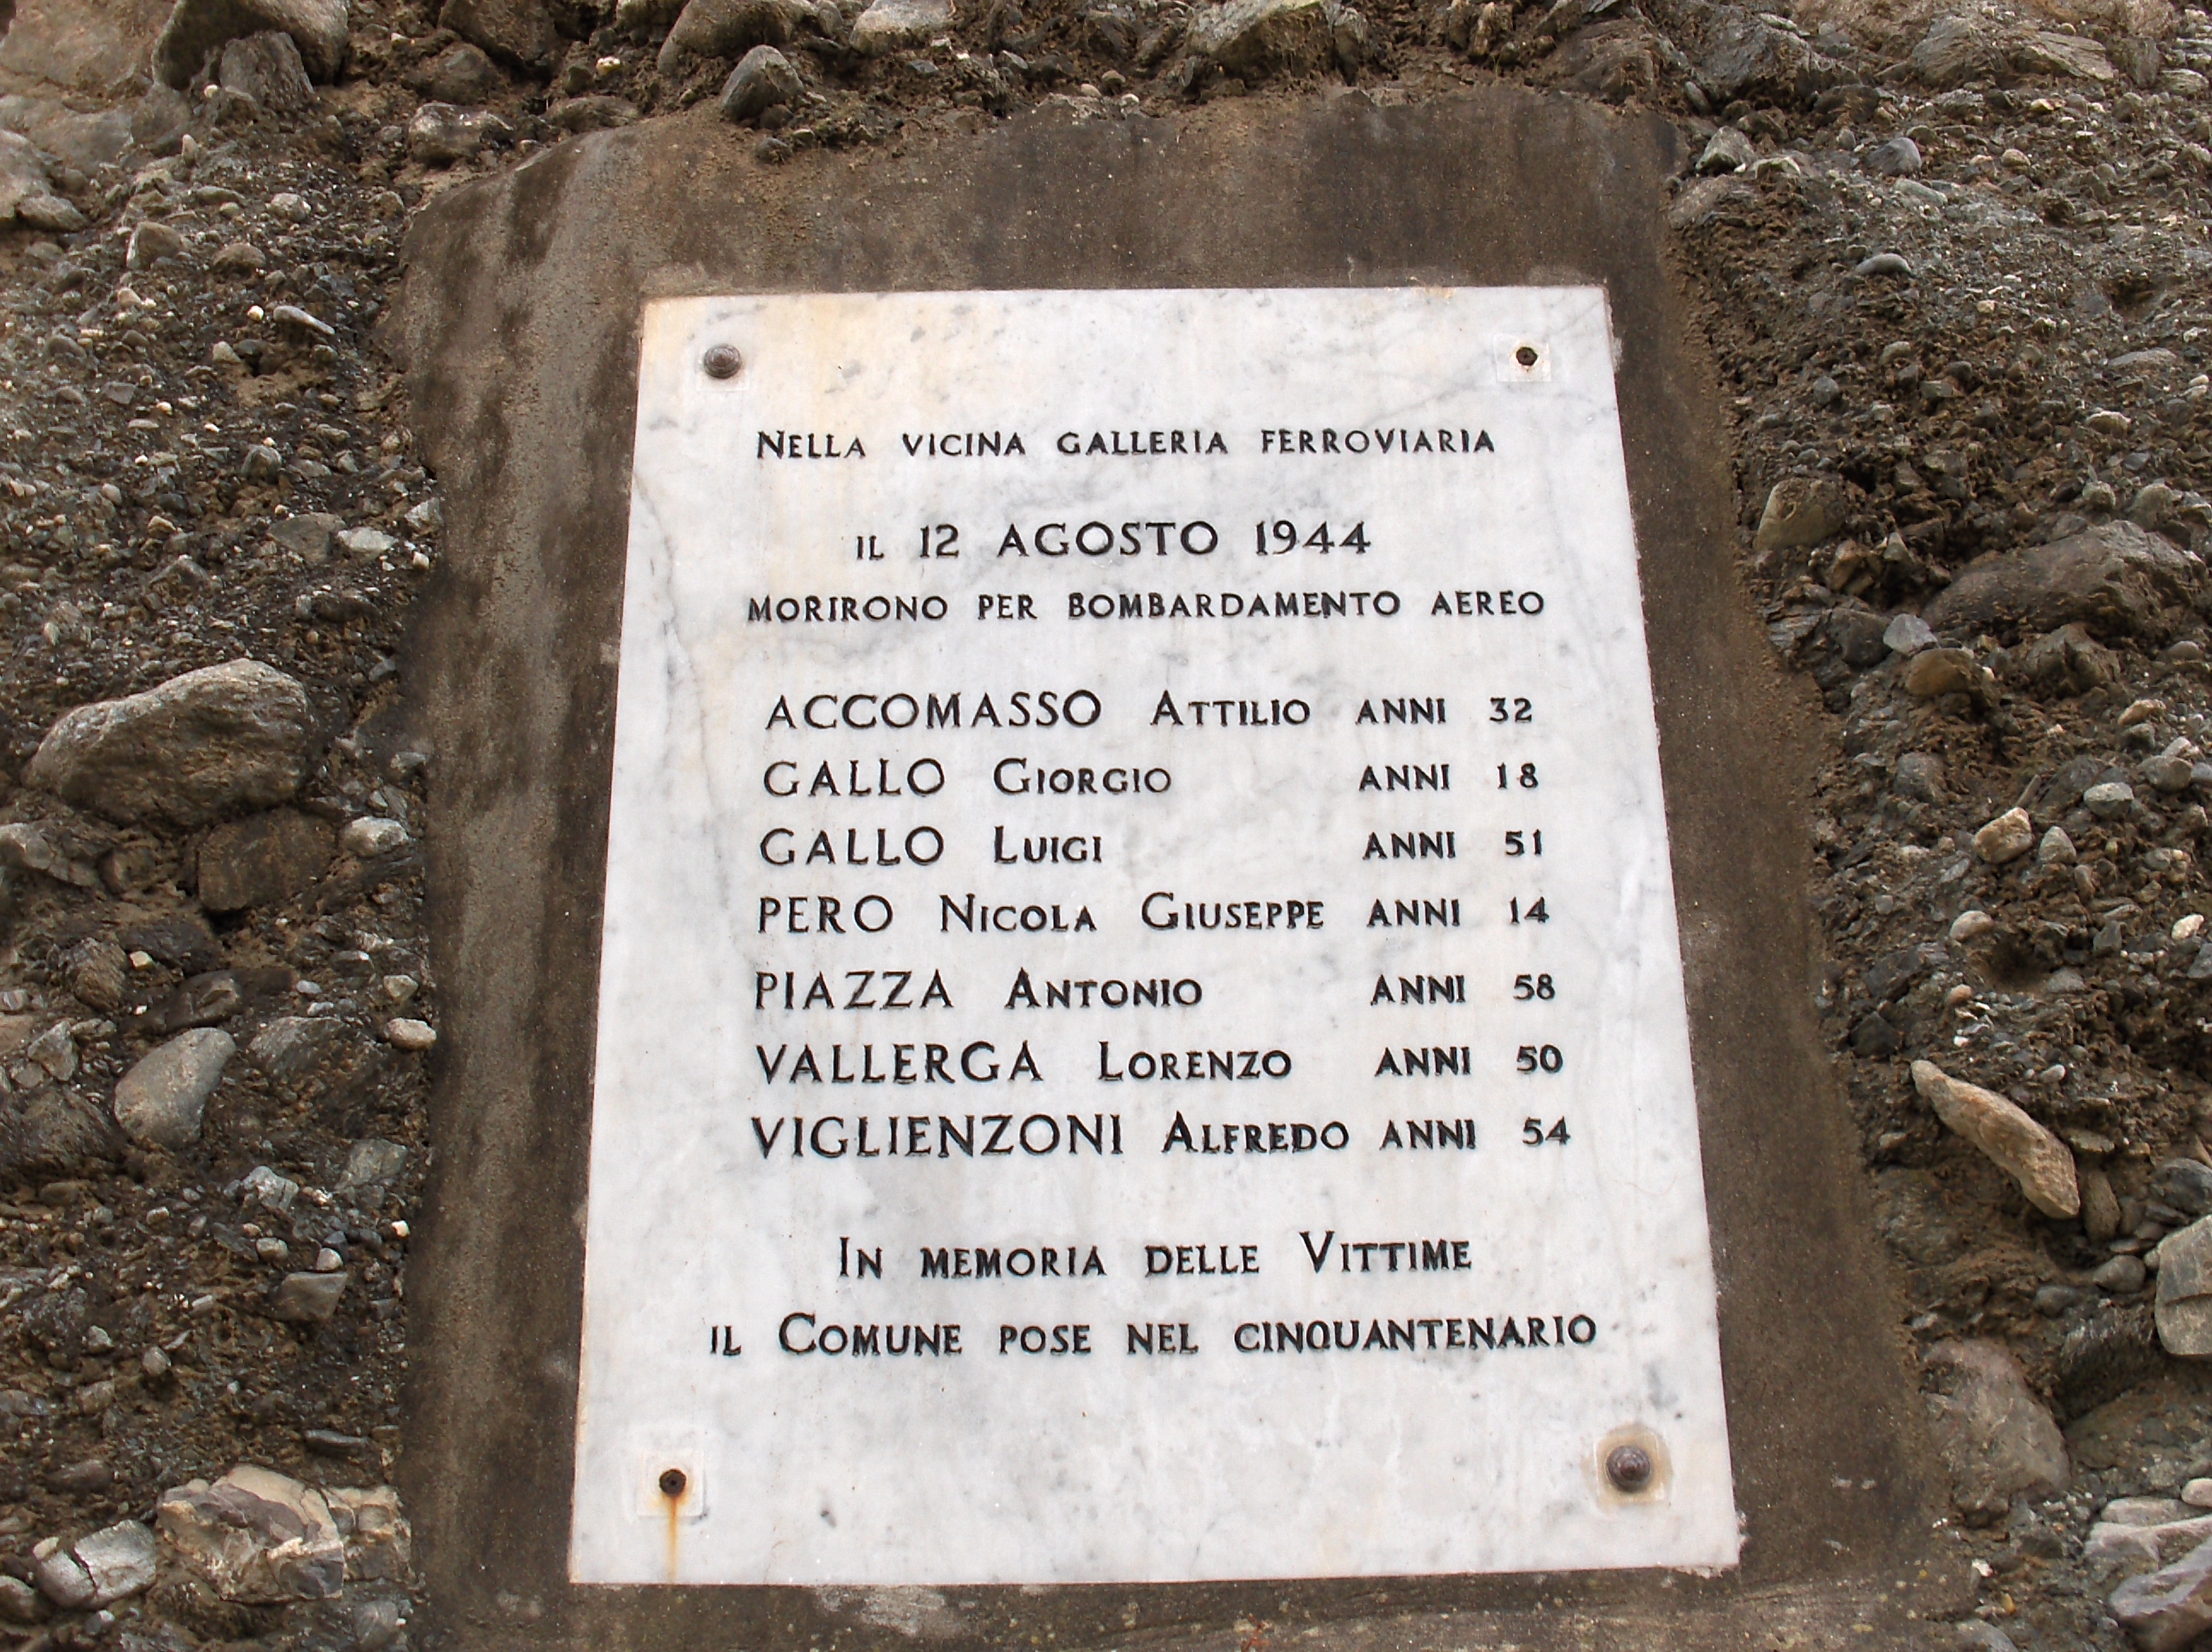 Nella vicina galleria ferroviaria
il 12 AGOSTO 1944
morirono per bombardamento aereo
ACCOMASSO Attilio anni 32
GALLO Giorgio anni 18
GALLO Luigi anni 51
PERO Nicola Giuseppe anni 14
PIAZZA Antonio anni 58
VALLERGA Lorenzo anni 50
VIGLIENZONI Alfredo anni 54
In memoria delle Vittime
il Comune pose nel cinquantenario